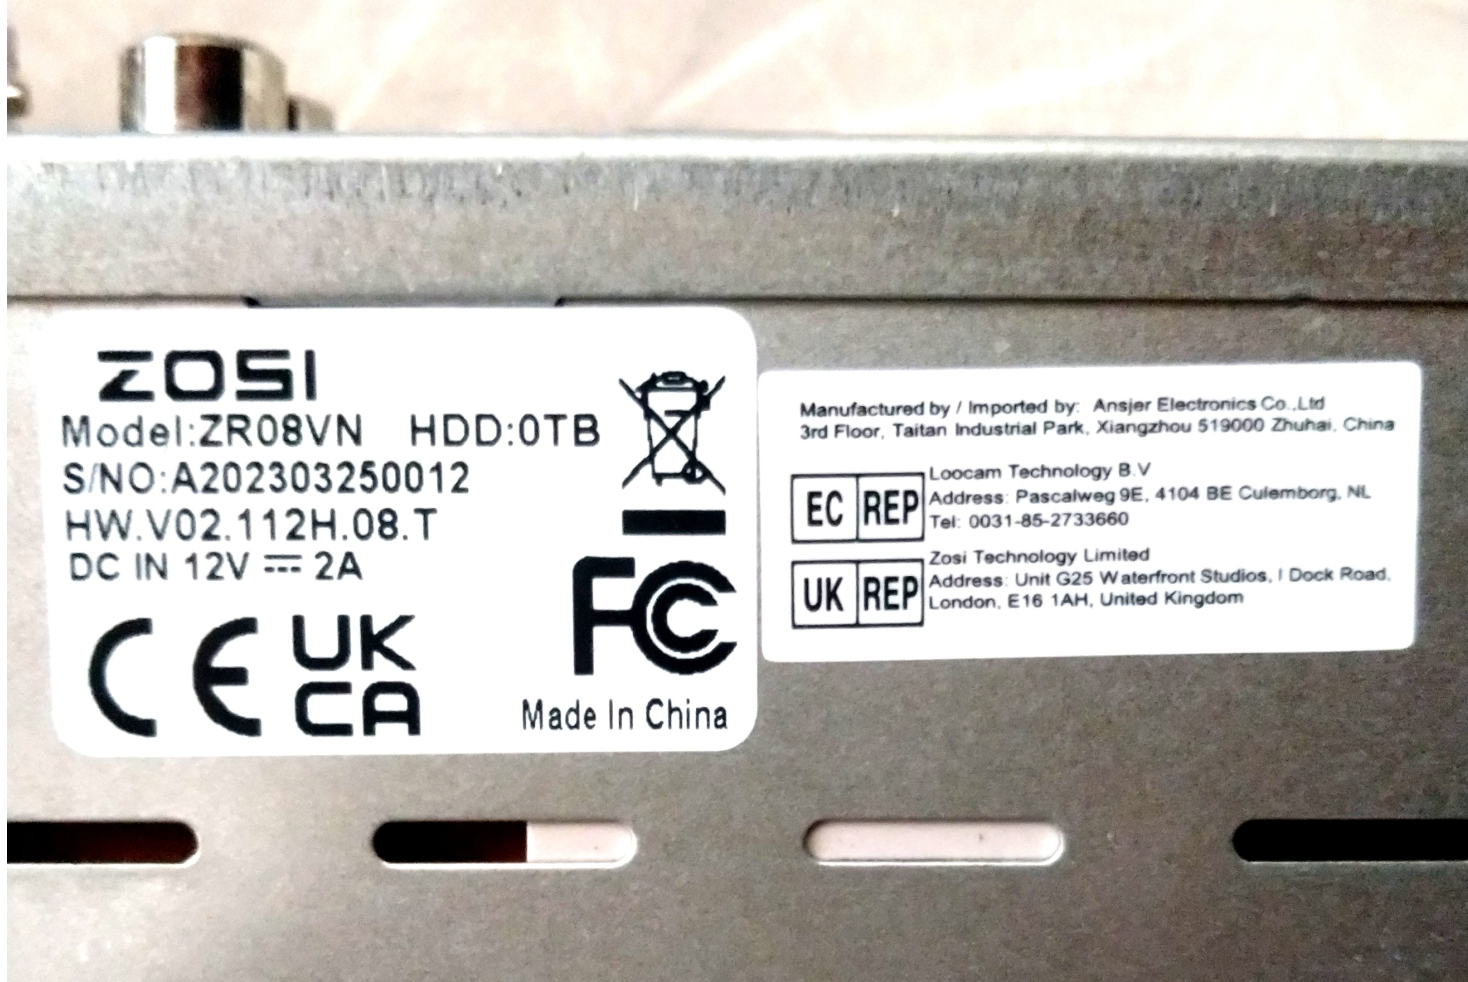 ZOSI
Model:ZR08VN HDD:0TB
S/NO:A202303250012
HW.V02.112H.08.T
DC IN 12V ⎓ 2A
CE
UK
CA
FC
Made In China
Manufactured by / Imported by: Ansjer Electronics Co.,Ltd
3rd Floor, Taitan Industrial Park, Xiangzhou 519000 Zhuhai, China
EC REP
Loocam Technology B.V
Address: Pascalweg 9E, 4104 BE Culemborg, NL
Tel: 0031-85-2733660
UK REP
Zosi Technology Limited
Address: Unit G25 Waterfront Studios, 1 Dock Road,
London, E16 1AH, United Kingdom